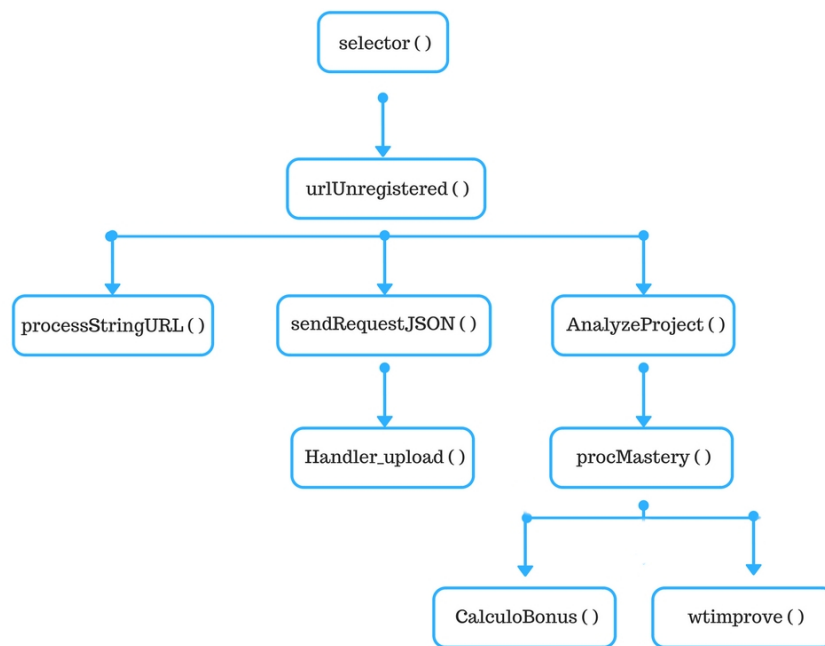 selector ( )
urlUnregistered ( )
processStringURL ( )
sendRequestJSON ( )
AnalyzeProject ( )
Handler_upload ( )
procMastery ( )
CalculoBonus ( )
wtimprove ( )